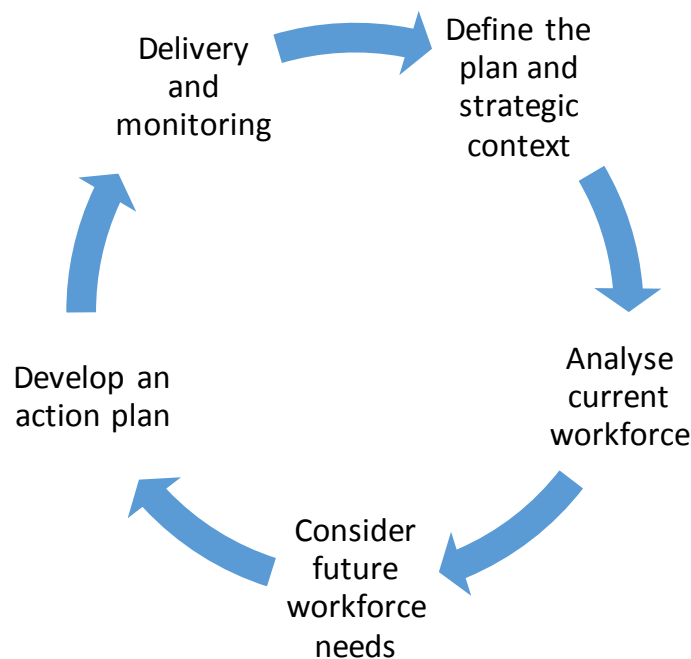 Define the
plan and
strategic
context
Analyse
current
workforce
Consider
future
workforce
needs
Develop an
action plan
Delivery
and
monitoring